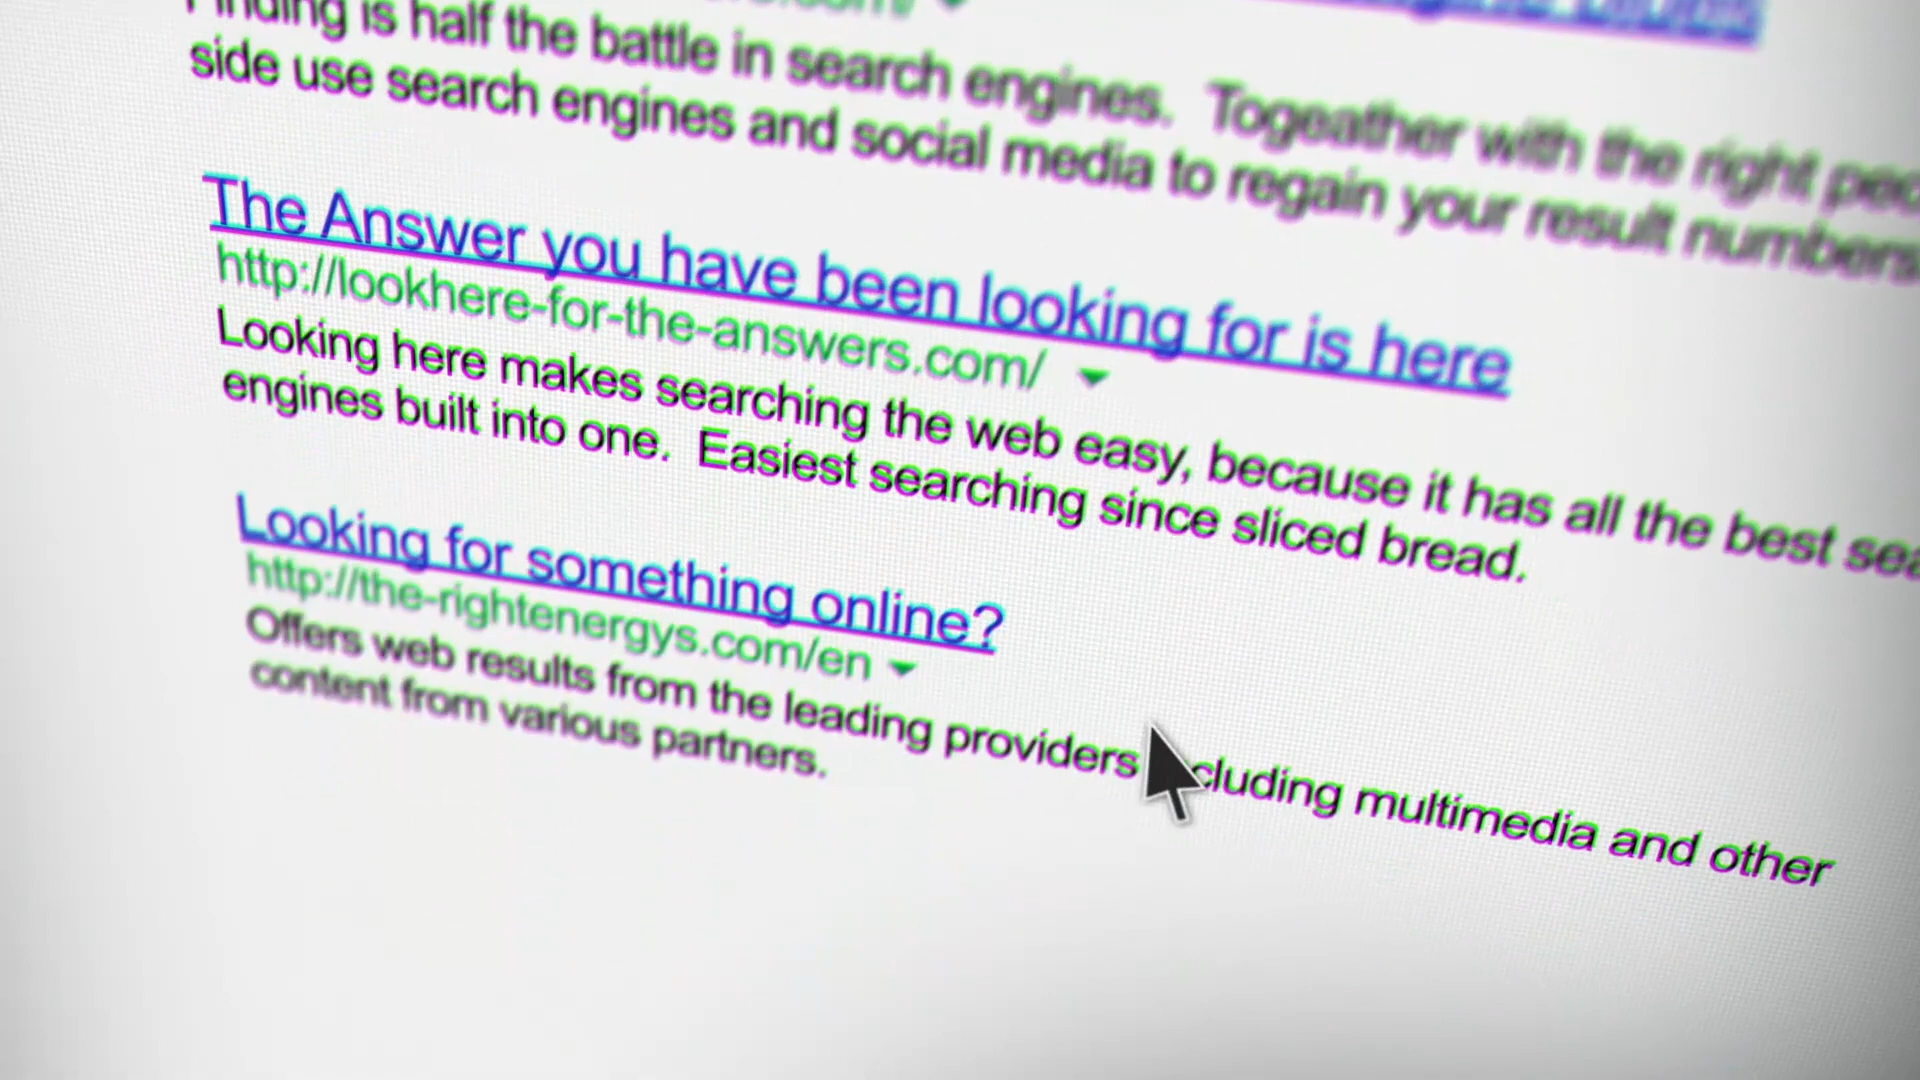 Finding is half the battle in search engines. Togeather with the right
side use search engines and social media to regain your result numbers
The Answer you have been looking for is here
http://lookhere-for-the-answers.com/
Looking here makes searching the web easy, because it has all the best
engines built into one. Easiest searching since sliced bread.
Looking for something online?
http://the-rightenergys.com/en
Offers web results from the leading providers cluding multimedia and other
content from various partners.